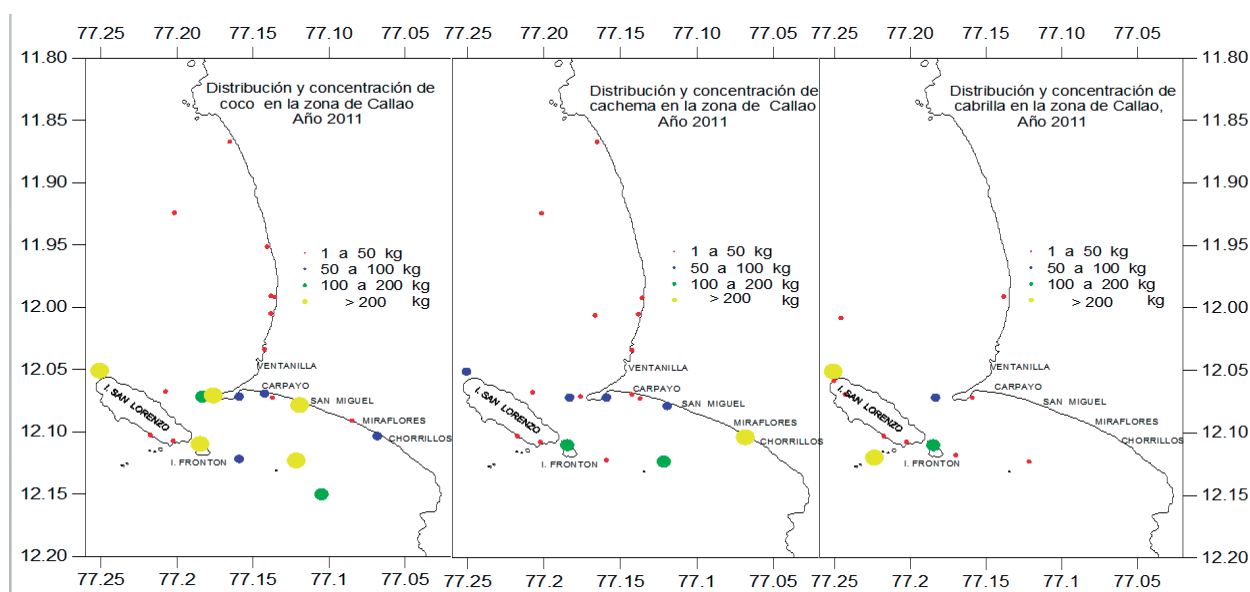 77.25 77.20 77.15 77.10 77.05 77.25 77.20 77.15 77.10 77.05 77.25 77.20 77.15 77.10 77.05
11.80
11.85
11.90
11.95
12.00
12.05
12.10
12.15
12.20
Distribución y concentración de
coco en la zona de Callao
Año 2011
1 a 50 kg
50 a 100 kg
100 a 200 kg
>200 kg
VENTANILLA
CARPAYO
SAN MIGUEL
MIRAFLORES
CHORRILLOS
I. SAN LORENZO
I. FRONTON
Distribución y concentración de
cachema en la zona de Callao
Año 2011
1 a 50 kg
50 a 100 kg
100 a 200 kg
>200 kg
VENTANILLA
CARPAYO
SAN MIGUEL
MIRAFLORES
CHORRILLOS
I. SAN LORENZO
I. FRONTON
Distribución y concentración de
cabrilla en la zona de Callao,
Año 2011
1 a 50 kg
50 a 100 kg
100 a 200 kg
>200 kg
VENTANILLA
CARPAYO
SAN MIGUEL
MIRAFLORES
CHORRILLOS
I. SAN LORENZO
I. FRONTON
11.80
11.85
11.90
11.95
12.00
12.05
12.10
12.15
12.20
77.25 77.2 77.15 77.1 77.05 77.25 77.2 77.15 77.1 77.05 77.25 77.2 77.15 77.1 77.05